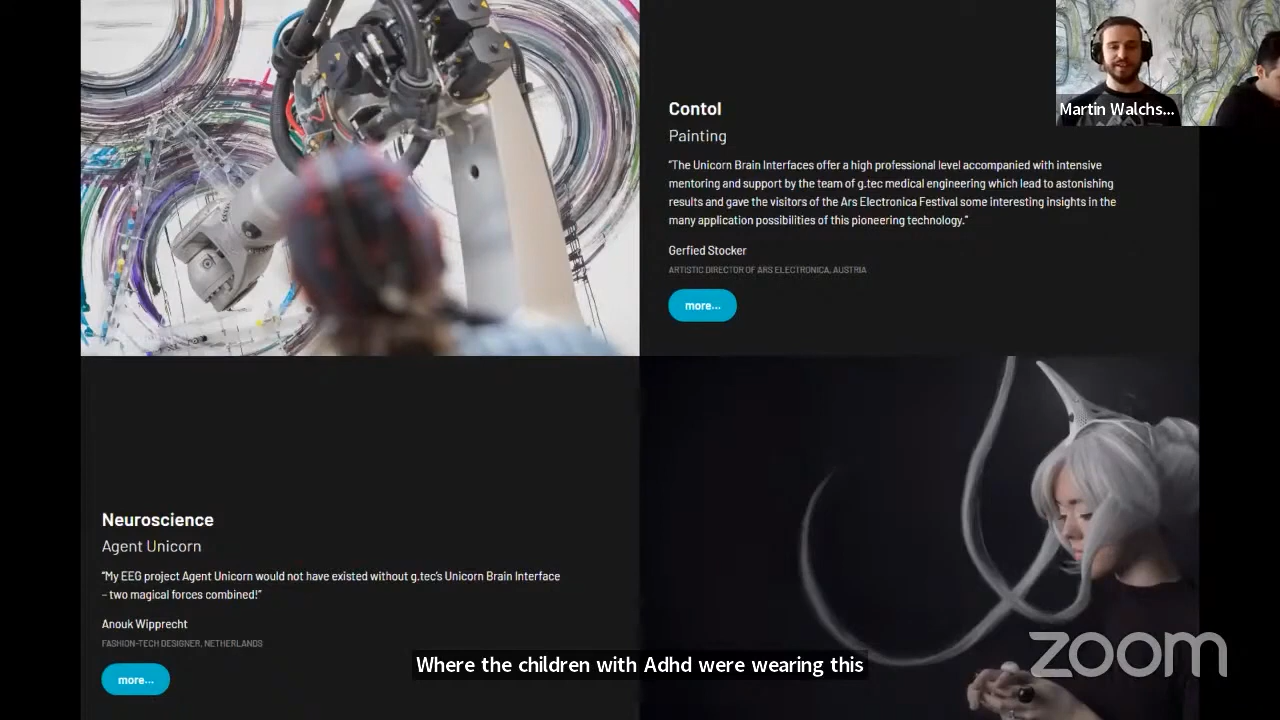 Martin Walchs...
Contol
Painting
"The Unicorn Brain Interfaces offer a high professional level accompanied with intensive
mentoring and support by the team of g.tec medical engineering which lead to astonishing
results and gave the visitors of the Ars Electronica Festival some interesting insights in the
many application possibilities of this pioneering technology."
Gerfied Stocker
ARTISTIC DIRECTOR OF ARS ELECTRONICA, AUSTRIA
more...
Neuroscience
Agent Unicorn
"My EEG project Agent Unicorn would not have existed without g.tec's Unicorn Brain Interface
– two magical forces combined!"
Anouk Wipprecht
FASHION-TECH DESIGNER, NETHERLANDS
more...
Where the children with Adhd were wearing this
zoom